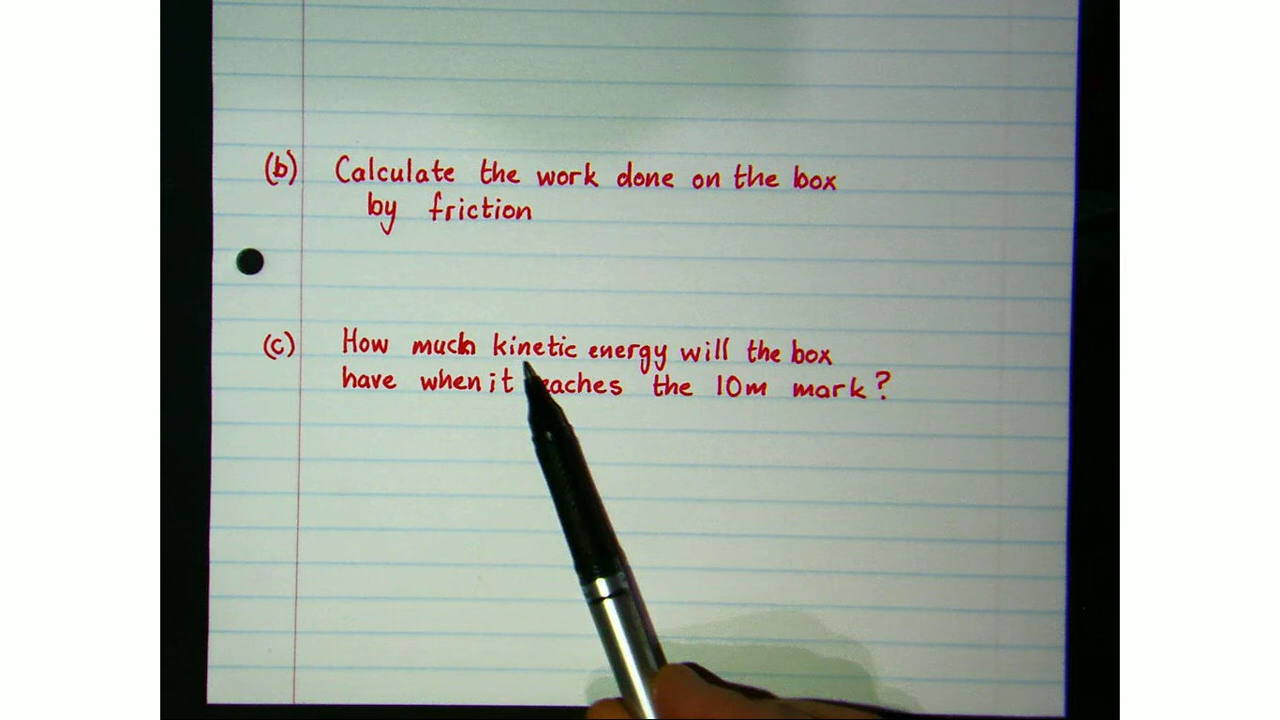 (b) Calculate the work done on the box
by friction
(c) How much kinetic energy will the box
have when it reaches the 10m mark?